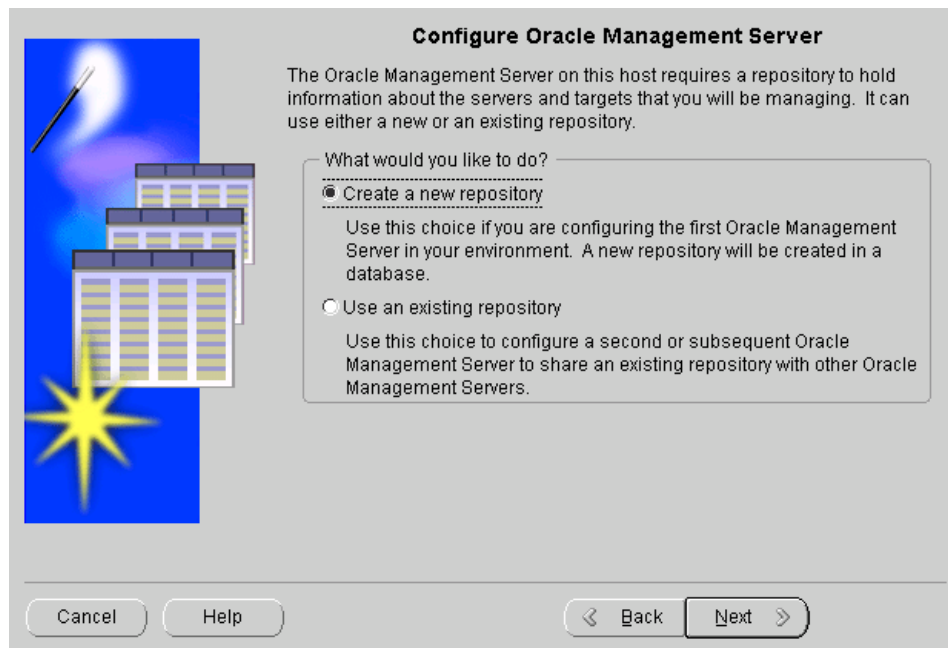 Configure Oracle Management Server
The Oracle Management Server on this host requires a repository to hold
information about the servers and targets that you will be managing. It can
use either a new or an existing repository.
What would you like to do?
Create a new repository
Use this choice if you are configuring the first Oracle Management
Server in your environment. A new repository will be created in a
database.
Use an existing repository
Use this choice to configure a second or subsequent Oracle
Management Server to share an existing repository with other Oracle
Management Servers.
Cancel
Help
Back
Next